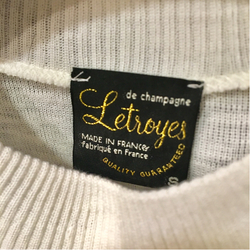 de champagne
Letroyes
MADE IN FRANCE
fabriqué en France
QUALITY GUARANTEED
S